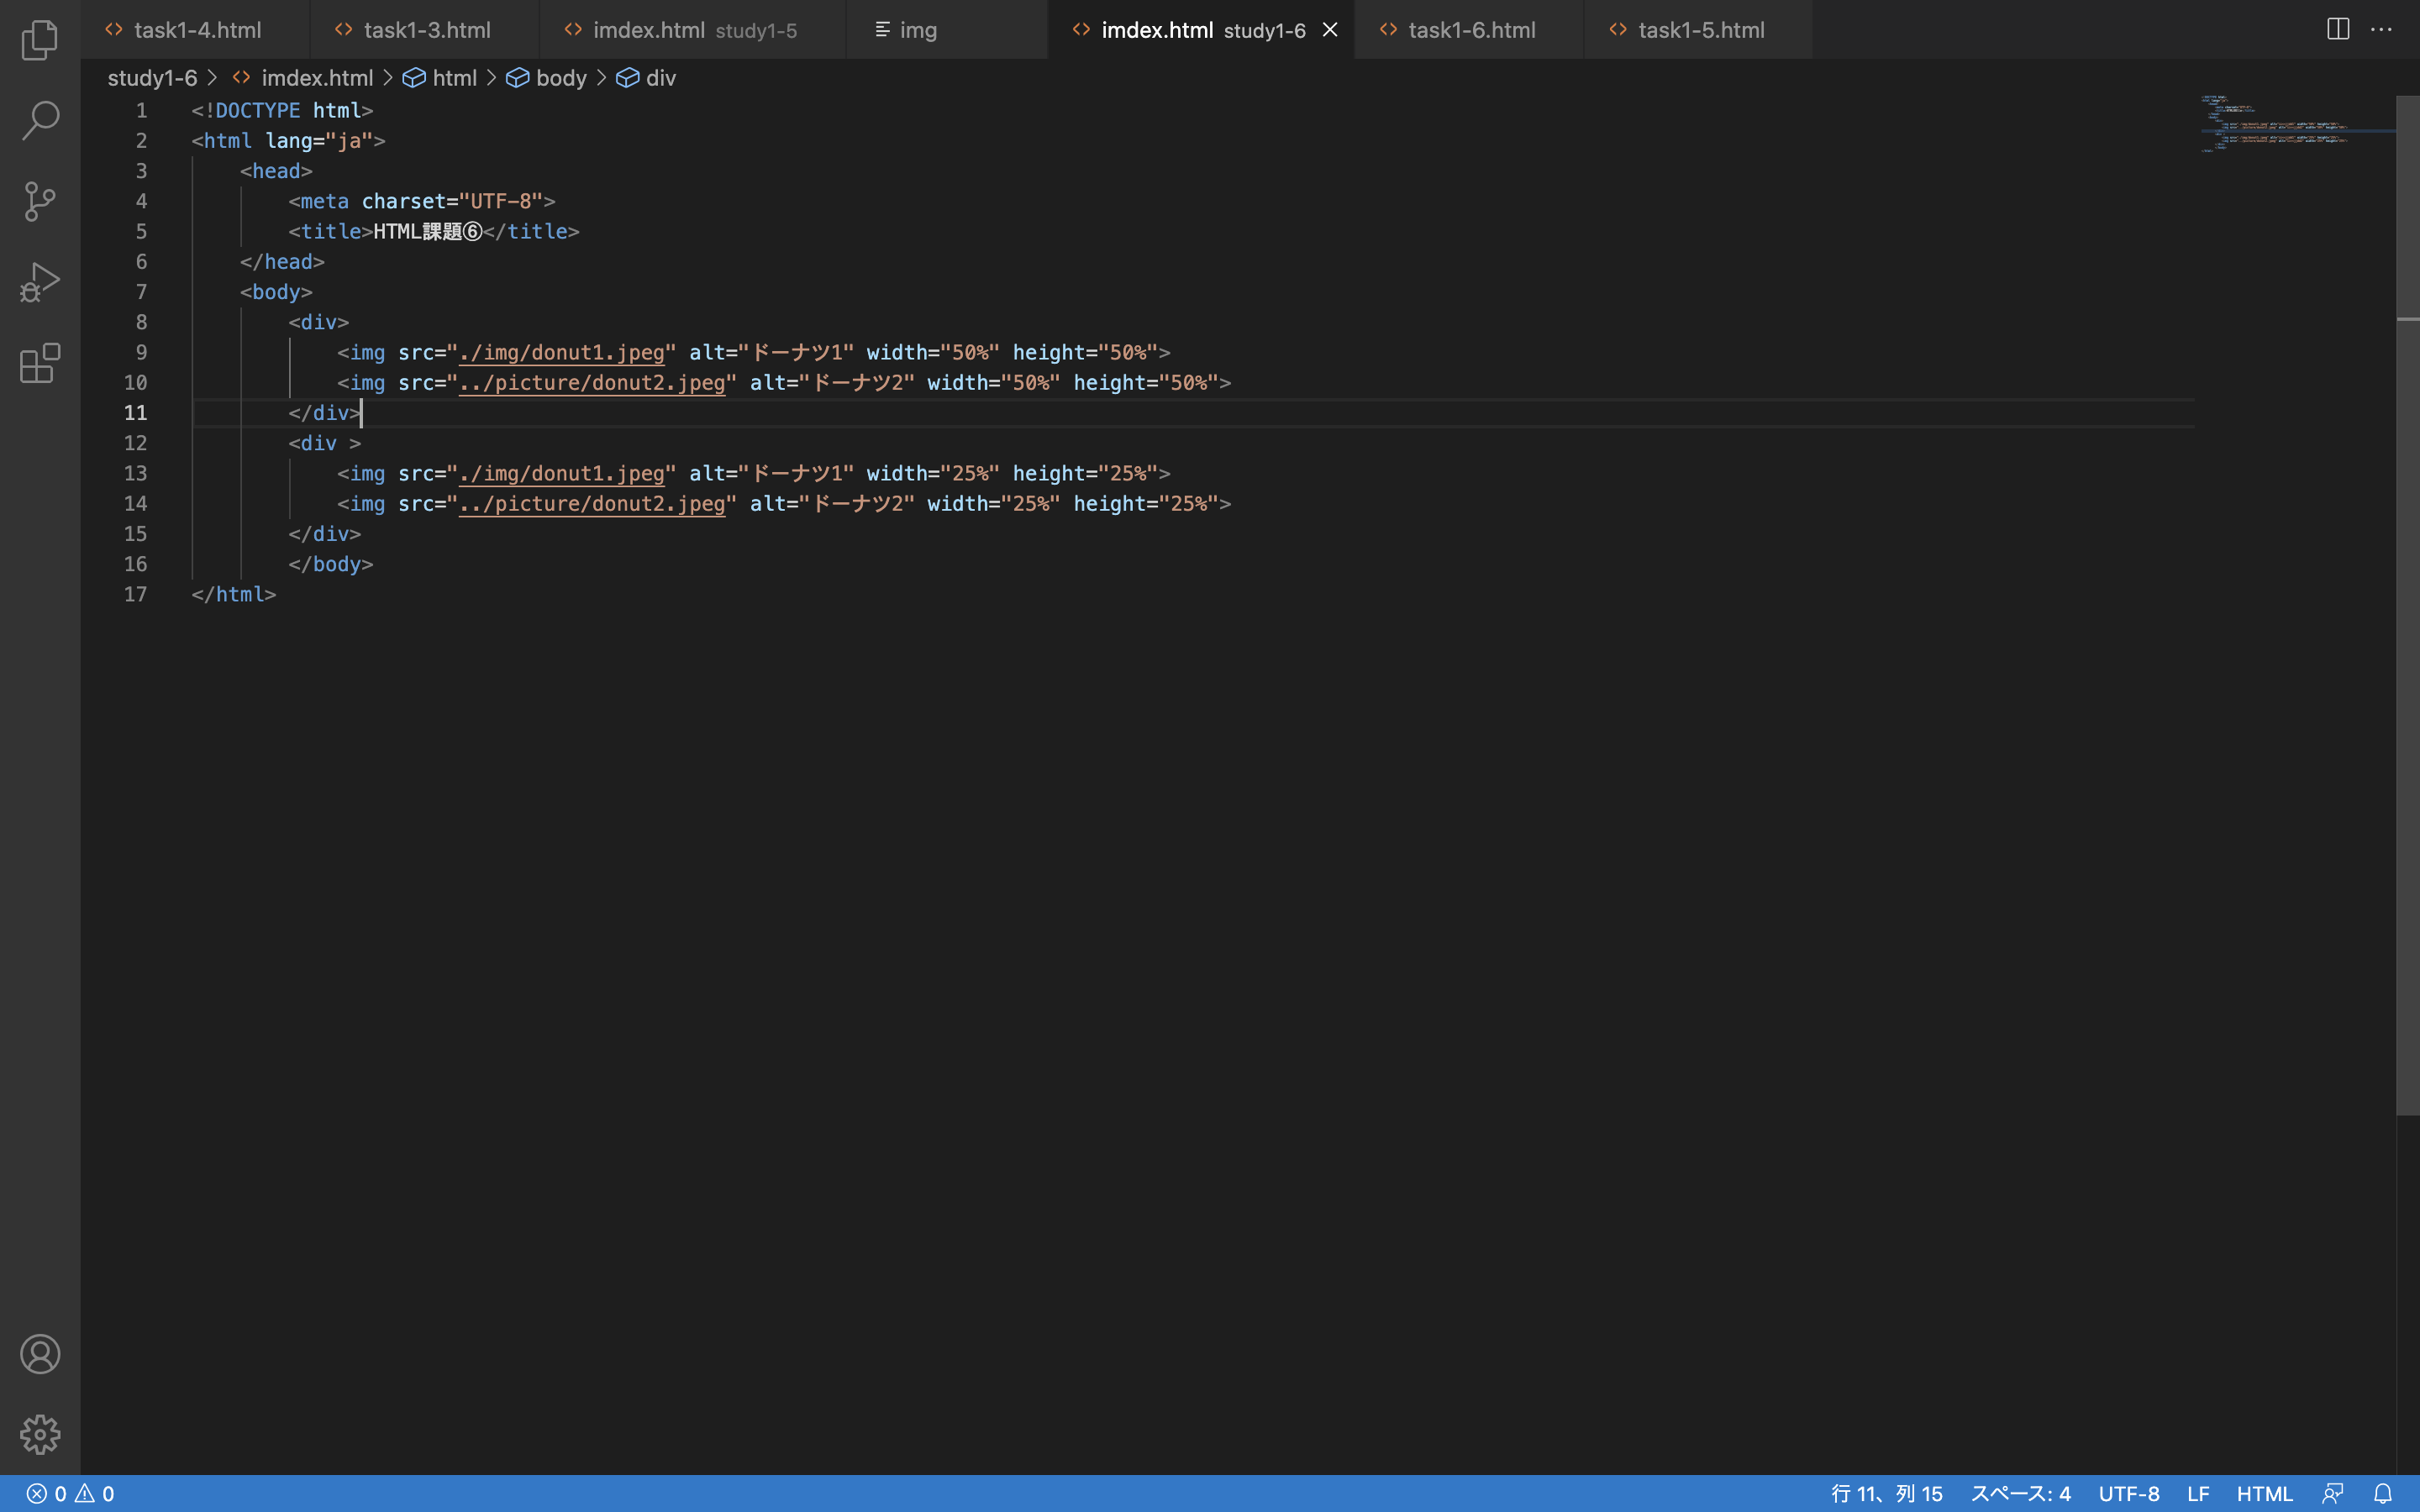 task1-4.html task1-3.html imdex.html study1-5 img imdex.html study1-6 task1-6.html task1-5.html
study1-6 > imdex.html > html > body > div
1 <!DOCTYPE html>
2 <html lang="ja">
3 <head>
4 <meta charset="UTF-8">
5 <title>HTML課題⑥</title>
6 </head>
7 <body>
8 <div>
9 <img src="./img/donut1.jpeg" alt="ドーナツ1" width="50%" height="50%">
10 <img src="../picture/donut2.jpeg" alt="ドーナツ2" width="50%" height="50%">
11 </div>
12 <div >
13 <img src="./img/donut1.jpeg" alt="ドーナツ1" width="25%" height="25%">
14 <img src="../picture/donut2.jpeg" alt="ドーナツ2" width="25%" height="25%">
15 </div>
16 </body>
17 </html>
0 0 行 11、列 15 スペース: 4 UTF-8 LF HTML